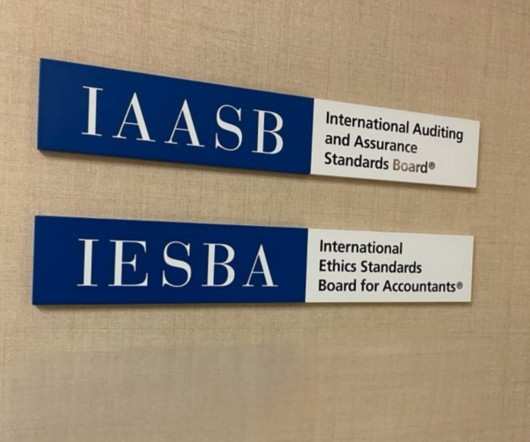 IAASB
International Auditing
and Assurance
Standards Board®
IESBA
International
Ethics Standards
Board for Accountants®